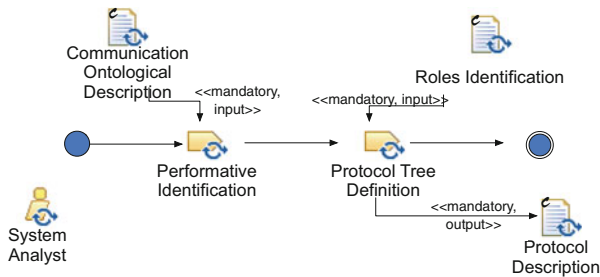 Communication
Ontological
Description
<<mandatory,
input>>
Roles Identification
<<mandatory, input>>
Performative
Identification
Protocol Tree
Definition
<<mandatory,
output>>
System
Analyst
Protocol
Description